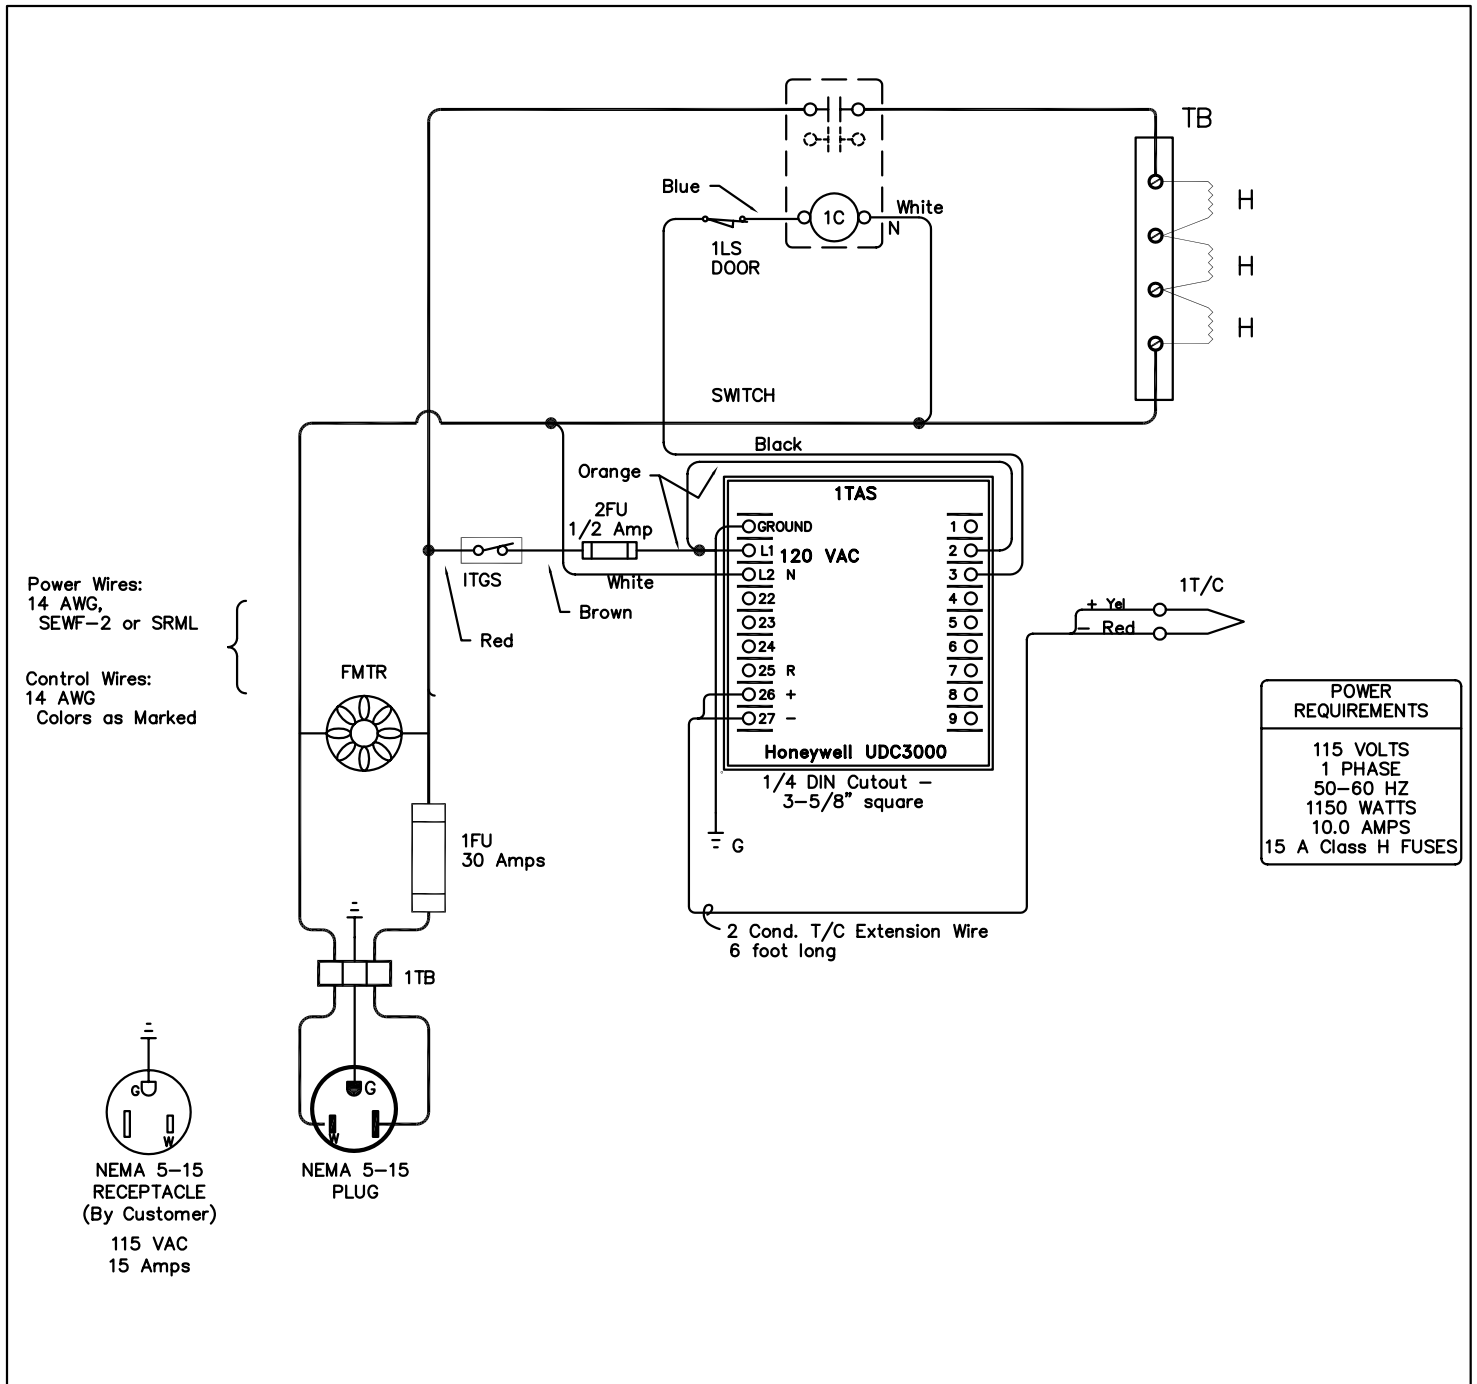 TB
Blue
1C
White
N
1LS
DOOR
H
H
H
SWITCH
Black
Orange
1TAS
2FU
1/2 Amp
GROUND
L1
120 VAC
L2 N
22
23
24
25 R
26 +
27 −
1
2
3
4
5
6
7
8
9
Honeywell UDC3000
1/4 DIN Cutout −
3-5/8" square
White
ITGS
Brown
Red
Power Wires:
14 AWG,
SEWF-2 or SRML
Control Wires:
14 AWG
Colors as Marked
FMTR
1T/C
+ Yel
− Red
POWER
REQUIREMENTS
115 VOLTS
1 PHASE
50-60 HZ
1150 WATTS
10.0 AMPS
15 A Class H FUSES
G
1FU
30 Amps
2 Cond. T/C Extension Wire
6 foot long
1TB
G
W
NEMA 5-15
RECEPTACLE
(By Customer)
115 VAC
15 Amps
G
W
NEMA 5-15
PLUG